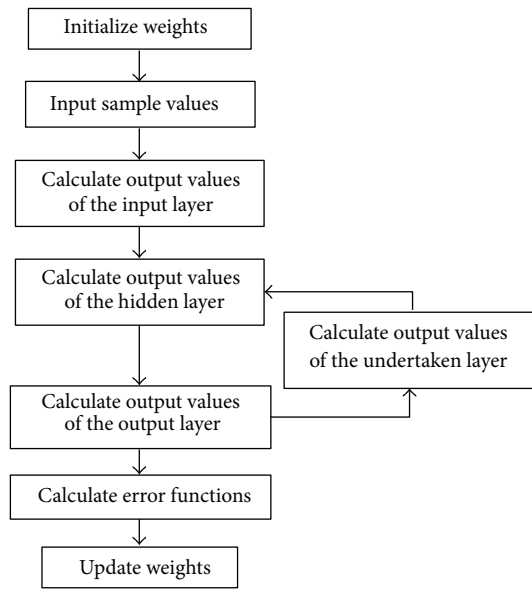 Initialize weights
Input sample values
Calculate output values
of the input layer
Calculate output values
of the hidden layer
Calculate output values
of the undertaken layer
Calculate output values
of the output layer
Calculate error functions
Update weights